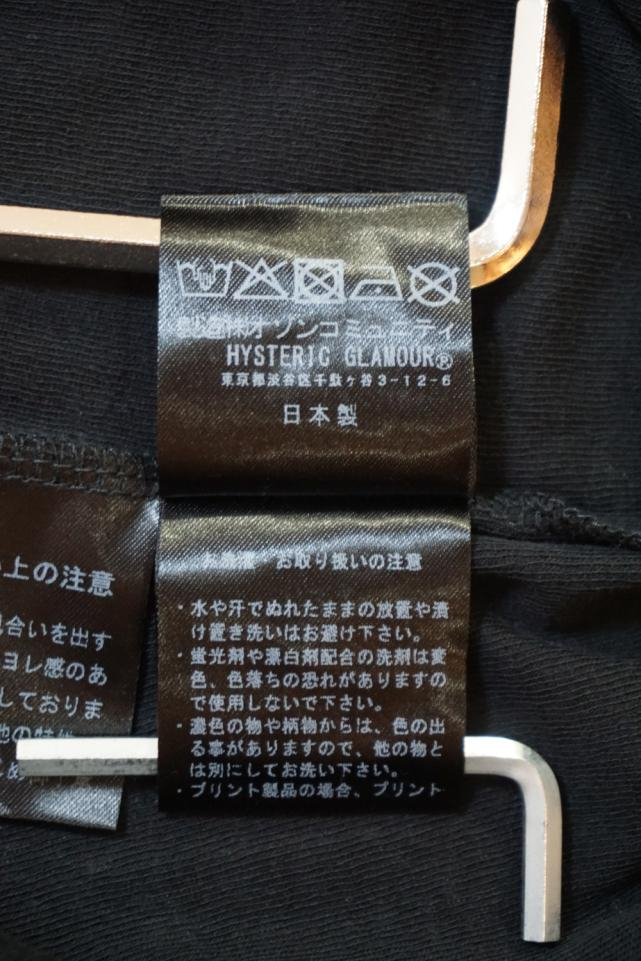 製造㈱オゾンコミュニティ
HYSTERIC GLAMOUR®
東京都渋谷区千駄ヶ谷3-12-6
日本製
お洗濯 お取り扱いの注意
・水や汗でぬれたままの放置や漬
け置き洗いはお避け下さい。
・蛍光剤や漂白剤配合の洗剤は変
色、色落ちの恐れがありますの
で使用しないで下さい。
・濃色の物や柄物からは、色の出
る事がありますので、他の物と
は別にしてお洗い下さい。
・プリント製品の場合、プリント
上の注意
合いを出す
ヨレ感のあ
しておりま
地の特